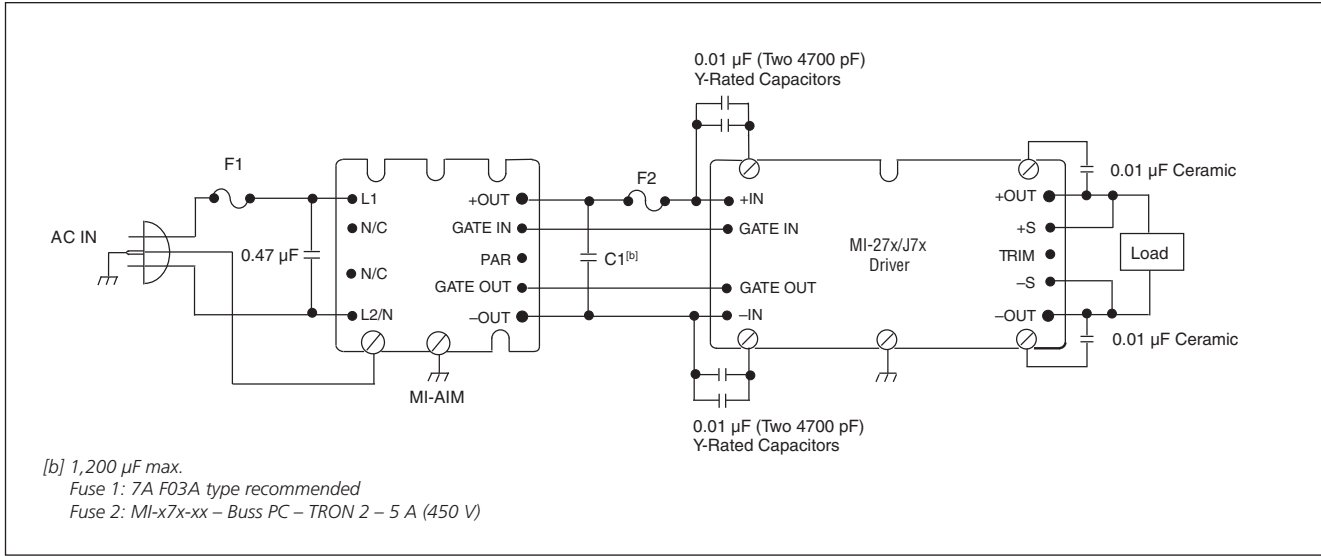 0.01 µF (Two 4700 pF)
Y-Rated Capacitors
F1
F2
0.01 µF Ceramic
L1
+OUT
+IN
+OUT
N/C
GATE IN
GATE IN
+S
AC IN
0.47 µF
PAR
C1[b]
MI-27x/J7x
Driver
TRIM
Load
N/C
GATE OUT
GATE OUT
–S
L2/N
–OUT
–IN
–OUT
0.01 µF Ceramic
MI-AIM
0.01 µF (Two 4700 pF)
Y-Rated Capacitors
[b] 1,200 µF max.
Fuse 1: 7A F03A type recommended
Fuse 2: MI-x7x-xx – Buss PC – TRON 2 – 5 A (450 V)